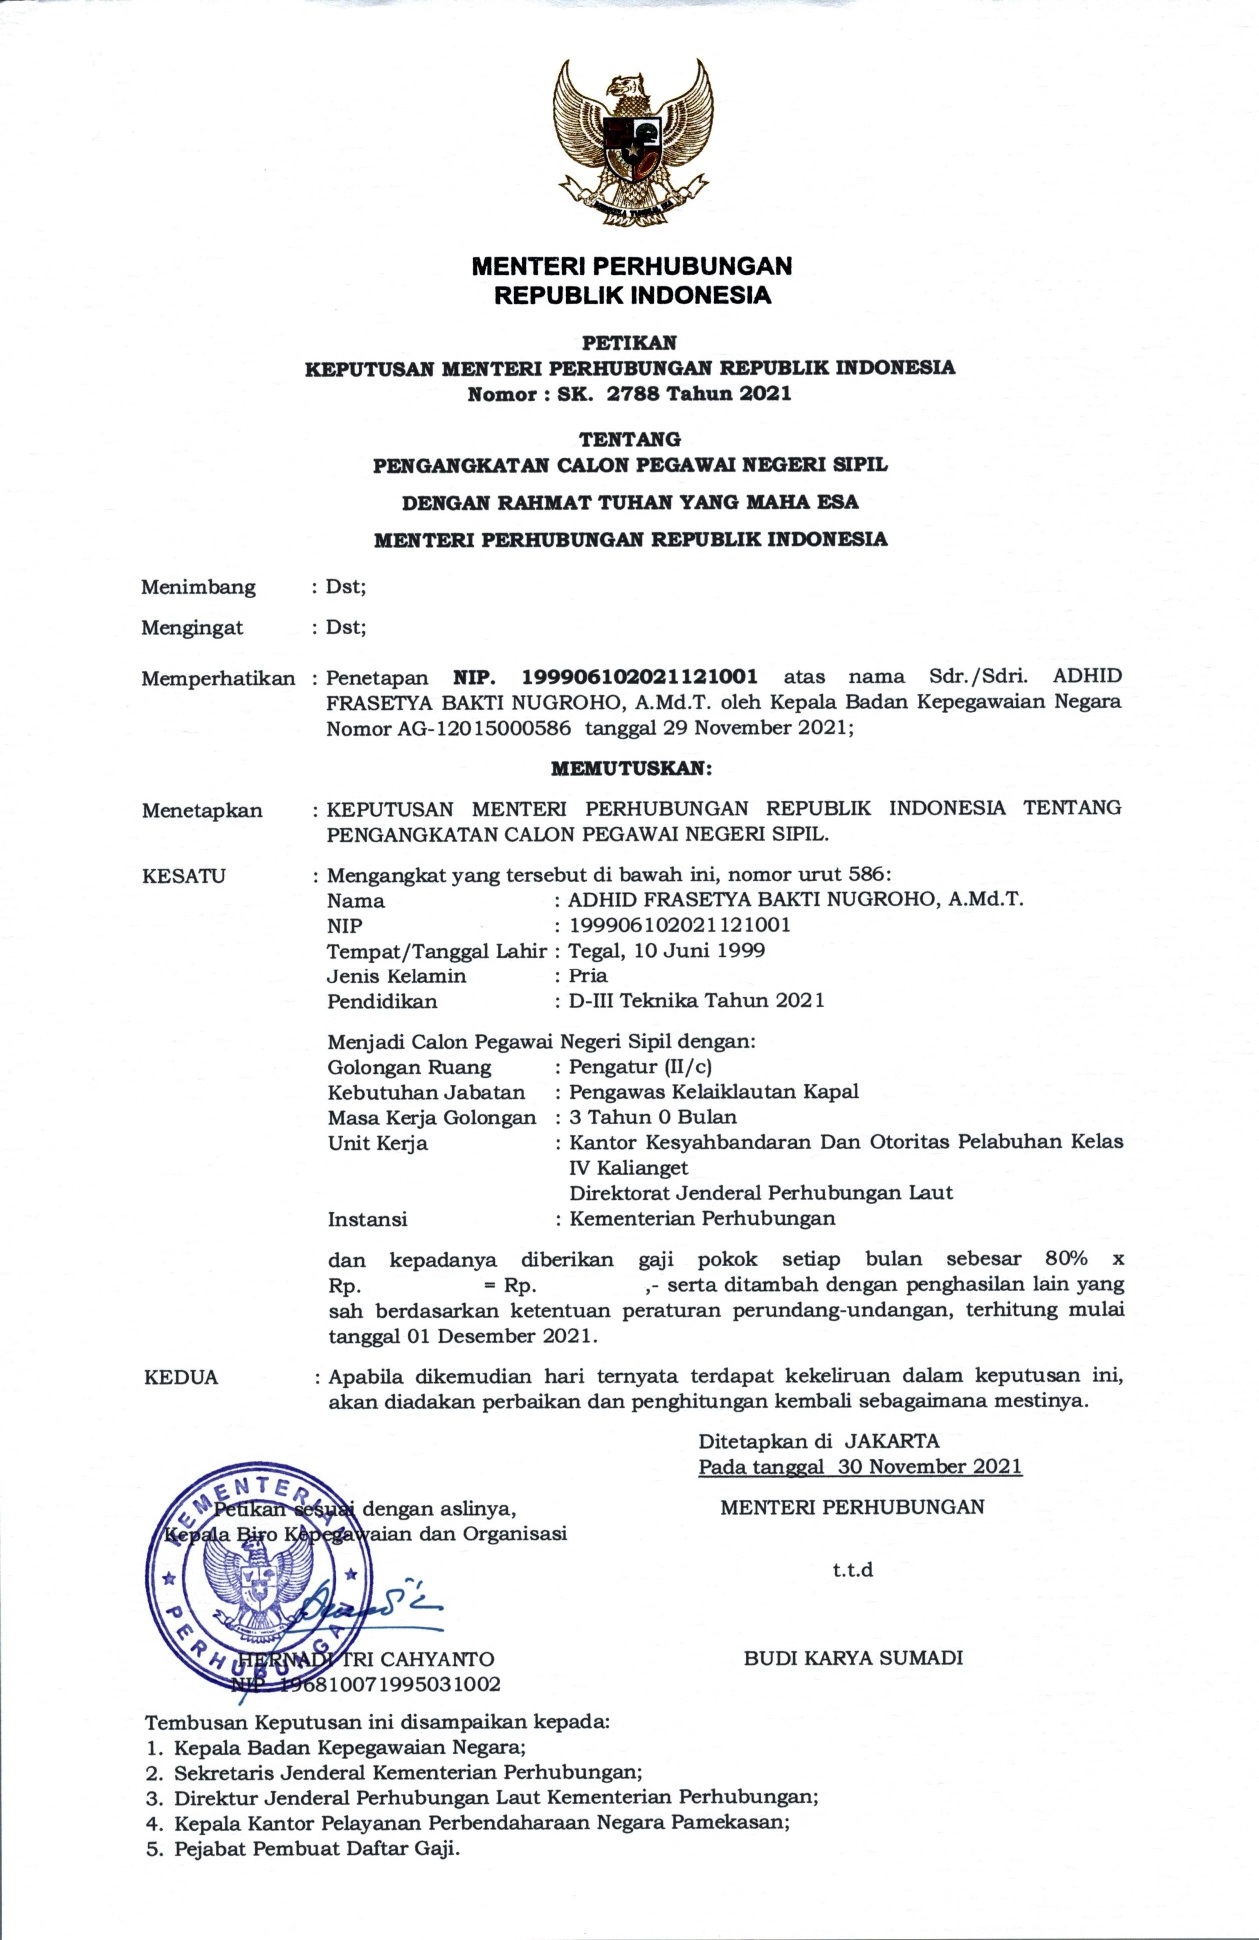 MENTERI PERHUBUNGAN
REPUBLIK INDONESIA
PETIKAN
KEPUTUSAN MENTERI PERHUBUNGAN REPUBLIK INDONESIA
Nomor : SK. 2788 Tahun 2021
TENTANG
PENGANGKATAN CALON PEGAWAI NEGERI SIPIL
DENGAN RAHMAT TUHAN YANG MAHA ESA
MENTERI PERHUBUNGAN REPUBLIK INDONESIA
Menimbang : Dst;
Mengingat : Dst;
Memperhatikan : Penetapan NIP. 199906102021121001 atas nama Sdr./Sdri. ADHID
FRASETYA BAKTI NUGROHO, A.Md.T. oleh Kepala Badan Kepegawaian Negara
Nomor AG-12015000586 tanggal 29 November 2021;
MEMUTUSKAN:
Menetapkan : KEPUTUSAN MENTERI PERHUBUNGAN REPUBLIK INDONESIA TENTANG
PENGANGKATAN CALON PEGAWAI NEGERI SIPIL.
KESATU : Mengangkat yang tersebut di bawah ini, nomor urut 586:
Nama : ADHID FRASETYA BAKTI NUGROHO, A.Md.T.
NIP : 199906102021121001
Tempat/Tanggal Lahir : Tegal, 10 Juni 1999
Jenis Kelamin : Pria
Pendidikan : D-III Teknika Tahun 2021
Menjadi Calon Pegawai Negeri Sipil dengan:
Golongan Ruang : Pengatur (II/c)
Kebutuhan Jabatan : Pengawas Kelaiklautan Kapal
Masa Kerja Golongan : 3 Tahun 0 Bulan
Unit Kerja : Kantor Kesyahbandaran Dan Otoritas Pelabuhan Kelas
IV Kalianget
Direktorat Jenderal Perhubungan Laut
Instansi : Kementerian Perhubungan
dan kepadanya diberikan gaji pokok setiap bulan sebesar 80% x
Rp. = Rp. ,- serta ditambah dengan penghasilan lain yang
sah berdasarkan ketentuan peraturan perundang-undangan, terhitung mulai
tanggal 01 Desember 2021.
KEDUA : Apabila dikemudian hari ternyata terdapat kekeliruan dalam keputusan ini,
akan diadakan perbaikan dan penghitungan kembali sebagaimana mestinya.
Ditetapkan di JAKARTA
Pada tanggal 30 November 2021
Petikan sesuai dengan aslinya,
Kepala Biro Kepegawaian dan Organisasi
MENTERI PERHUBUNGAN
t.t.d
KEMENTERIAN
PERHUBUNGAN
HERNADI TRI CAHYANTO
NIP 196810071995031002
BUDI KARYA SUMADI
Tembusan Keputusan ini disampaikan kepada:
1. Kepala Badan Kepegawaian Negara;
2. Sekretaris Jenderal Kementerian Perhubungan;
3. Direktur Jenderal Perhubungan Laut Kementerian Perhubungan;
4. Kepala Kantor Pelayanan Perbendaharaan Negara Pamekasan;
5. Pejabat Pembuat Daftar Gaji.